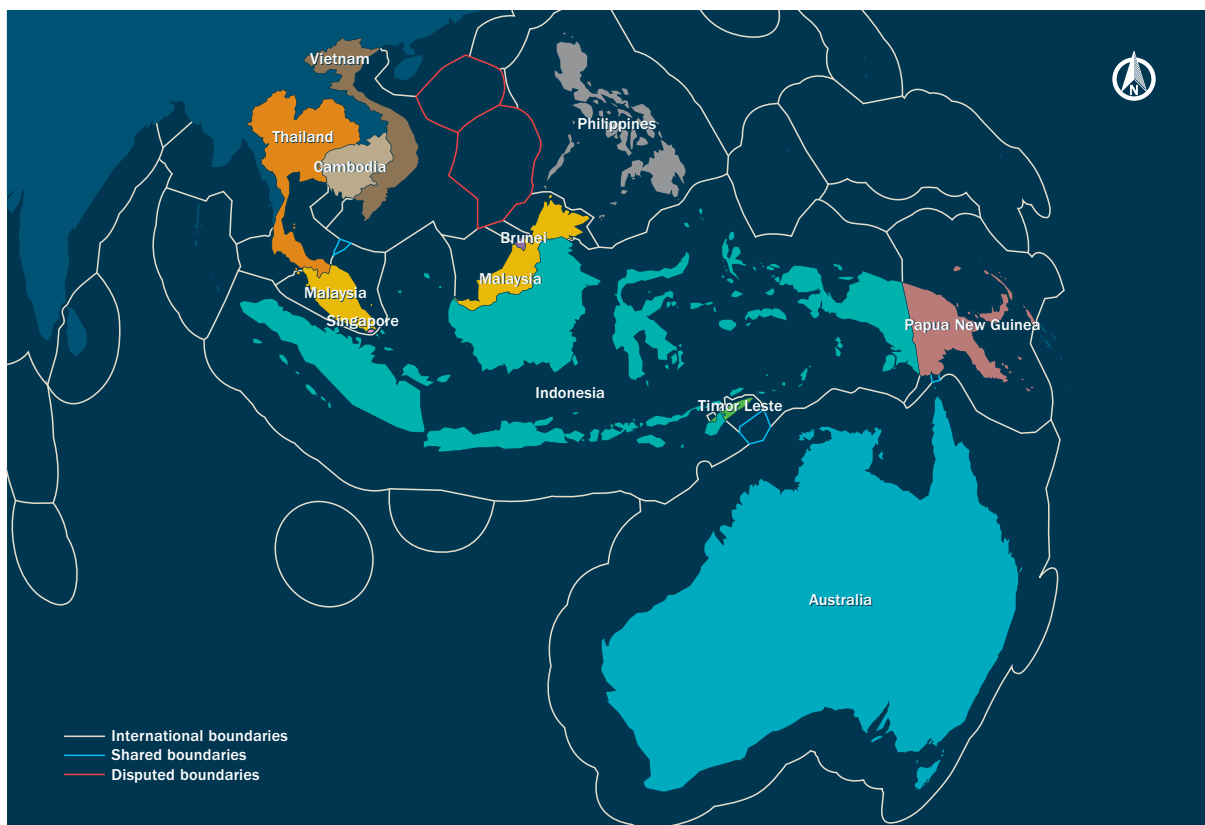 Vietnam
N
Philippines
Thailand
Cambodia
Brunei
Malaysia
Malaysia
Singapore
Papua New Guinea
Indonesia
Timor Leste
Australia
International boundaries
Shared boundaries
Disputed boundaries